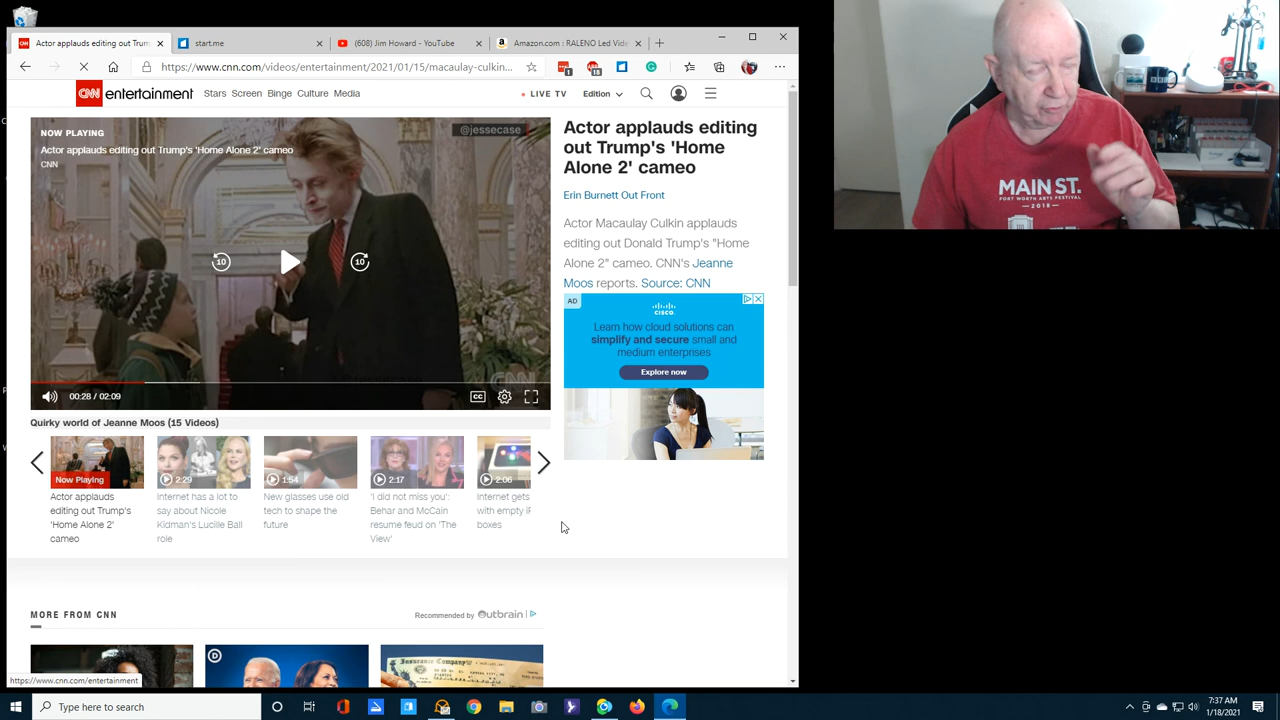 Actor applauds editing out Trum
start.me
(608) Jim Howard - YouTube
Amazon.com : RALENO Led Vide
https://www.cnn.com/videos/entertainment/2021/01/15/macaulay-culkin...
1
18
CNN entertainment
Stars Screen Binge Culture Media
LIVE TV
Edition
NOW PLAYING
@jessecase
Actor applauds editing out Trump's 'Home Alone 2' cameo
CNN
10
10
CNN
00:28 / 02:09
CC
Actor applauds editing
out Trump's 'Home
Alone 2' cameo
Erin Burnett Out Front
Actor Macaulay Culkin applauds
editing out Donald Trump's "Home
Alone 2" cameo. CNN's Jeanne
Moos reports. Source: CNN
AD
CISCO
Learn how cloud solutions can
simplify and secure small and
medium enterprises
Explore now
Quirky world of Jeanne Moos (15 Videos)
Now Playing
2:29
1:54
2:17
2:06
Actor applauds
editing out Trump's
'Home Alone 2'
cameo
Internet has a lot to
say about Nicole
Kidman's Lucille Ball
role
New glasses use old
tech to shape the
future
'I did not miss you':
Behar and McCain
resume feud on 'The
View'
Internet gets
with empty iP
boxes
MORE FROM CNN
Recommended by Outbrain
Insurance Company
https://www.cnn.com/entertainment
MAIN ST.
FORT WORTH ARTS FESTIVAL
2018
Type here to search
7:37 AM
1/18/2021